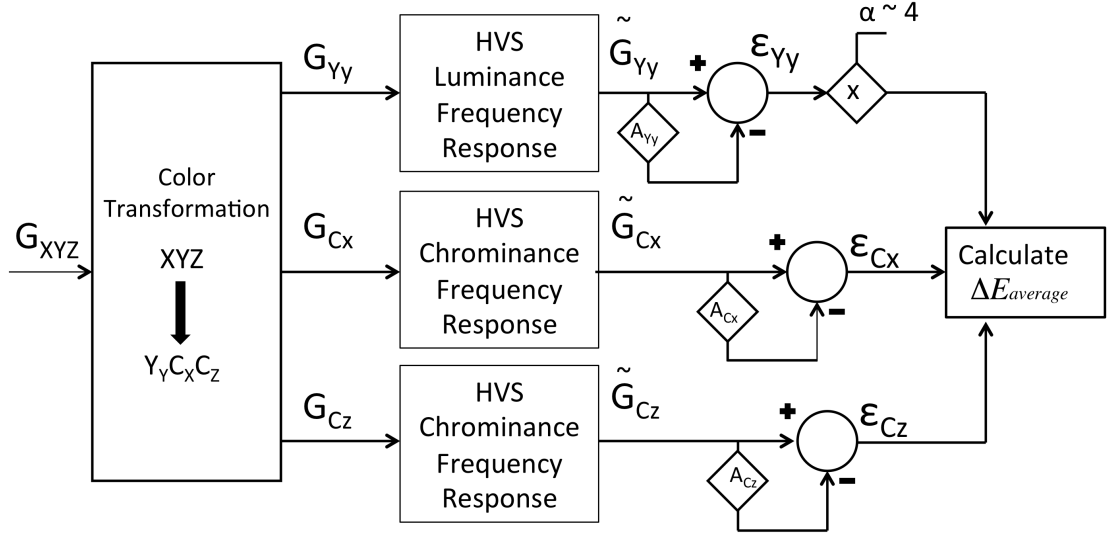 G_XYZ
Color
Transformation
XYZ
Y_Y C_X C_Z
G_Yy
HVS
Luminance
Frequency
Response
G̃_Yy
A_Yy
+
−
ε_Yy
α ~ 4
x
G_Cx
HVS
Chrominance
Frequency
Response
G̃_Cx
A_Cx
+
−
ε_Cx
G_Cz
HVS
Chrominance
Frequency
Response
G̃_Cz
A_Cz
+
−
ε_Cz
Calculate
ΔE_average